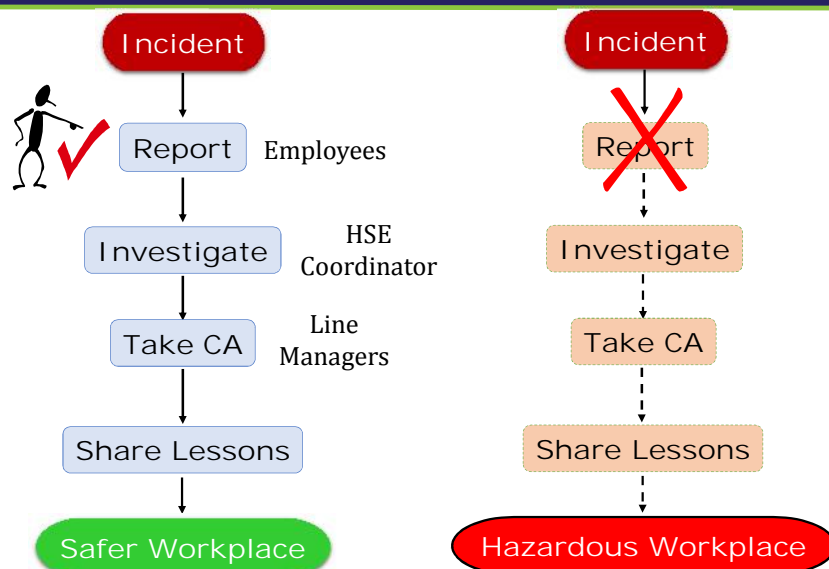 Incident
Report
Employees
Investigate
HSE
Coordinator
Take CA
Line
Managers
Share Lessons
Safer Workplace
Incident
Report
Investigate
Take CA
Share Lessons
Hazardous Workplace